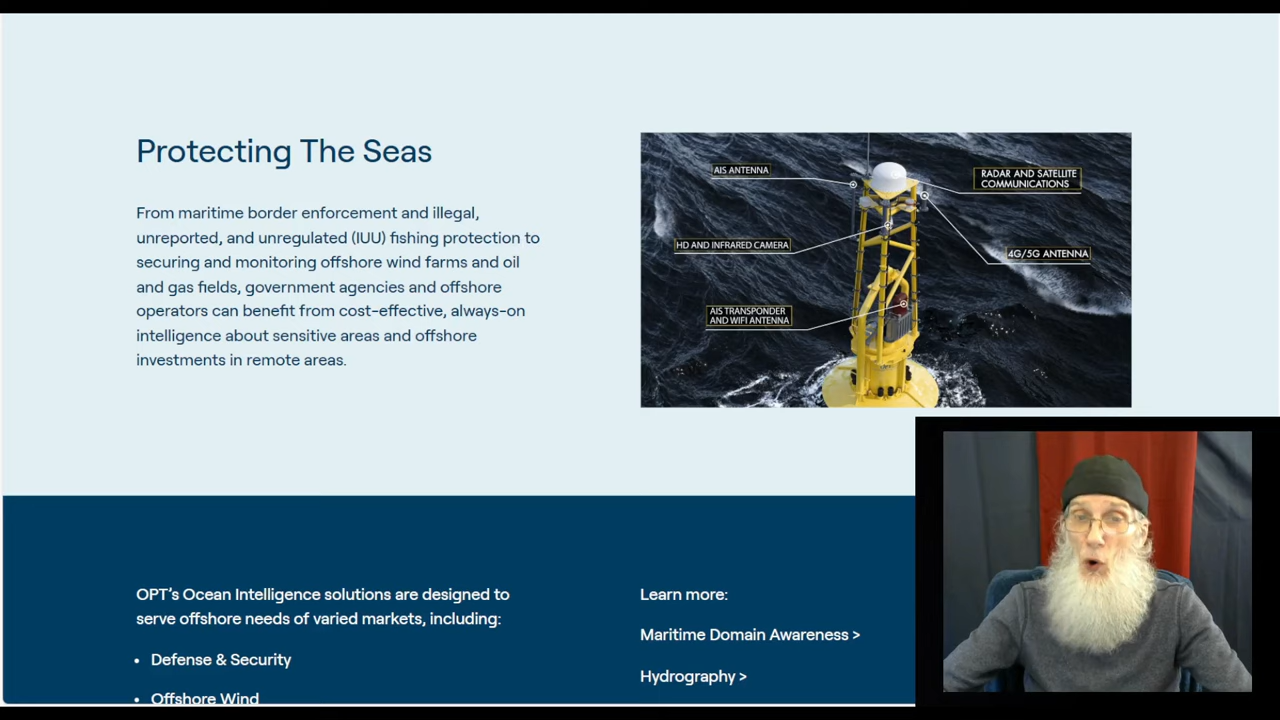 Protecting The Seas
From maritime border enforcement and illegal,
unreported, and unregulated (IUU) fishing protection to
securing and monitoring offshore wind farms and oil
and gas fields, government agencies and offshore
operators can benefit from cost-effective, always-on
intelligence about sensitive areas and offshore
investments in remote areas.
AIS ANTENNA
RADAR AND SATELLITE
COMMUNICATIONS
HD AND INFRARED CAMERA
4G/5G ANTENNA
AIS TRANSPONDER
AND WIFI ANTENNA
OPT’s Ocean Intelligence solutions are designed to
serve offshore needs of varied markets, including:
• Defense & Security
• Offshore Wind
Learn more:
Maritime Domain Awareness >
Hydrography >